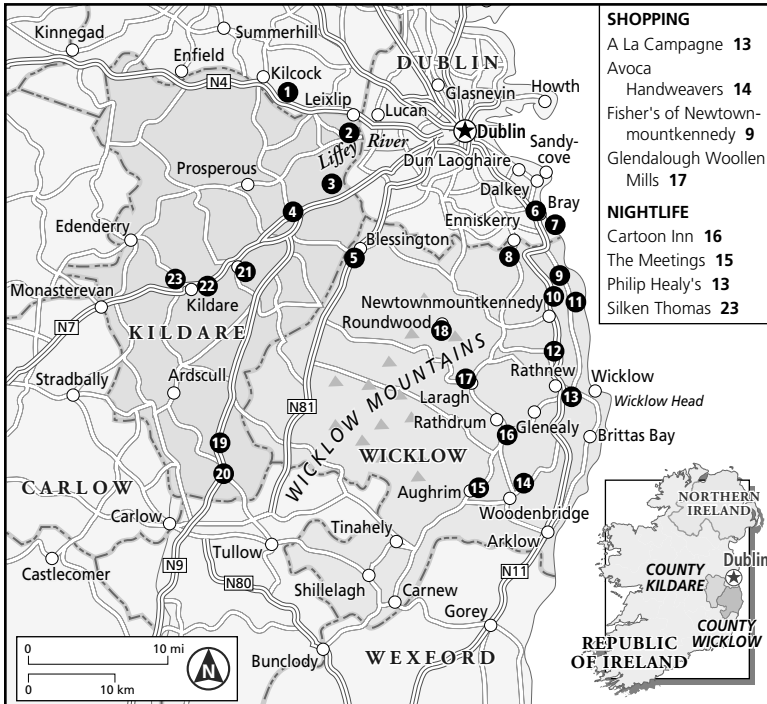 Kinnegad
Summerhill
Enfield
N4
Kilcock
1
DUBLIN
Glasnevin
Howth
Leixlip
Lucan
2
Dublin
Liffey River
Sandy-
cove
Dun Laoghaire
Prosperous
3
Dalkey
4
6
Bray
7
Enniskerry
Edenderry
5
Blessington
8
23
22
21
9
Kildare
10
11
Monasterevan
Newtownmountkennedy
Roundwood
18
N7
KILDARE
12
Stradbally
Ardscull
Rathnew
Wicklow
17
13
Wicklow Head
Laragh
N81
WICKLOW MOUNTAINS
Rathdrum
Glenealy
16
19
WICKLOW
Brittas Bay
20
CARLOW
Aughrim
15
14
Woodenbridge
Carlow
Tinahely
Arklow
Tullow
Castlecomer
N9
N80
N11
Shillelagh
Carnew
Gorey
Bunclody
WEXFORD
0 10 mi
0 10 km
N
SHOPPING
A La Campagne 13
Avoca
Handweavers 14
Fisher's of Newtown-
mountkennedy 9
Glendalough Woollen
Mills 17
NIGHTLIFE
Cartoon Inn 16
The Meetings 15
Philip Healy's 13
Silken Thomas 23
NORTHERN
IRELAND
Dublin
COUNTY
KILDARE
COUNTY
WICKLOW
REPUBLIC
OF IRELAND